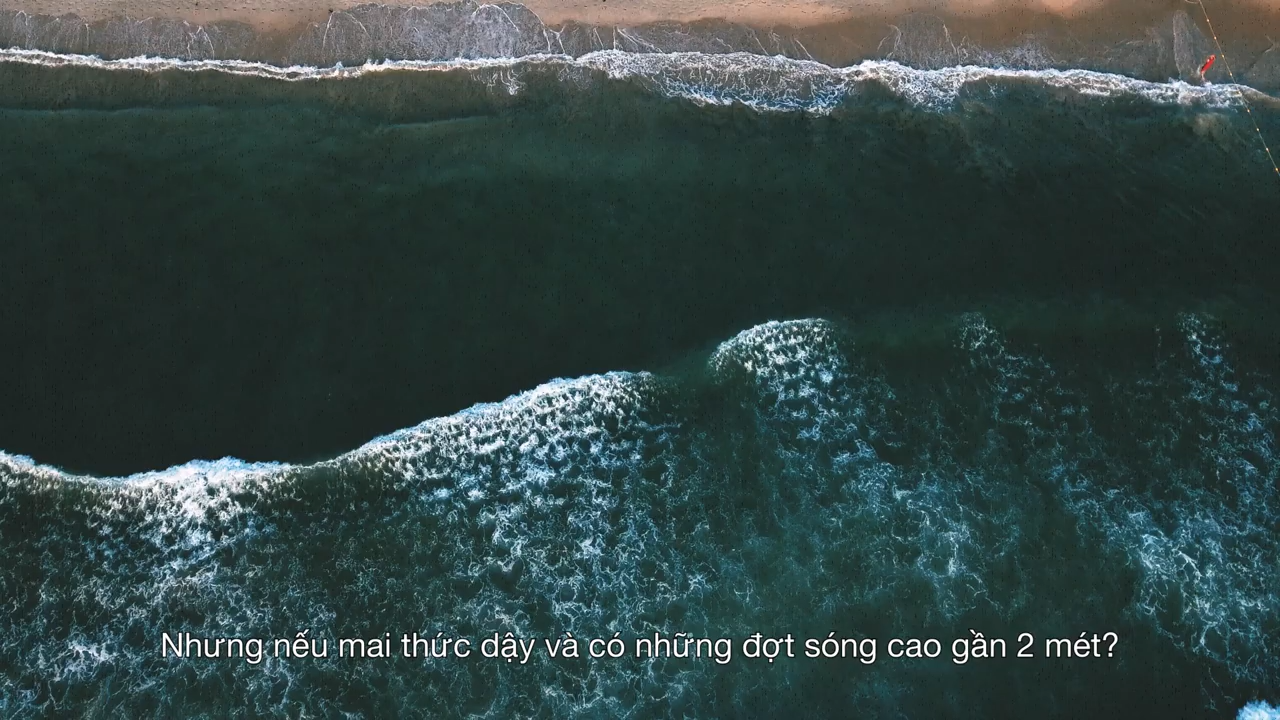 Nhưng nếu mai thức dậy và có những đợt sóng cao gần 2 mét?